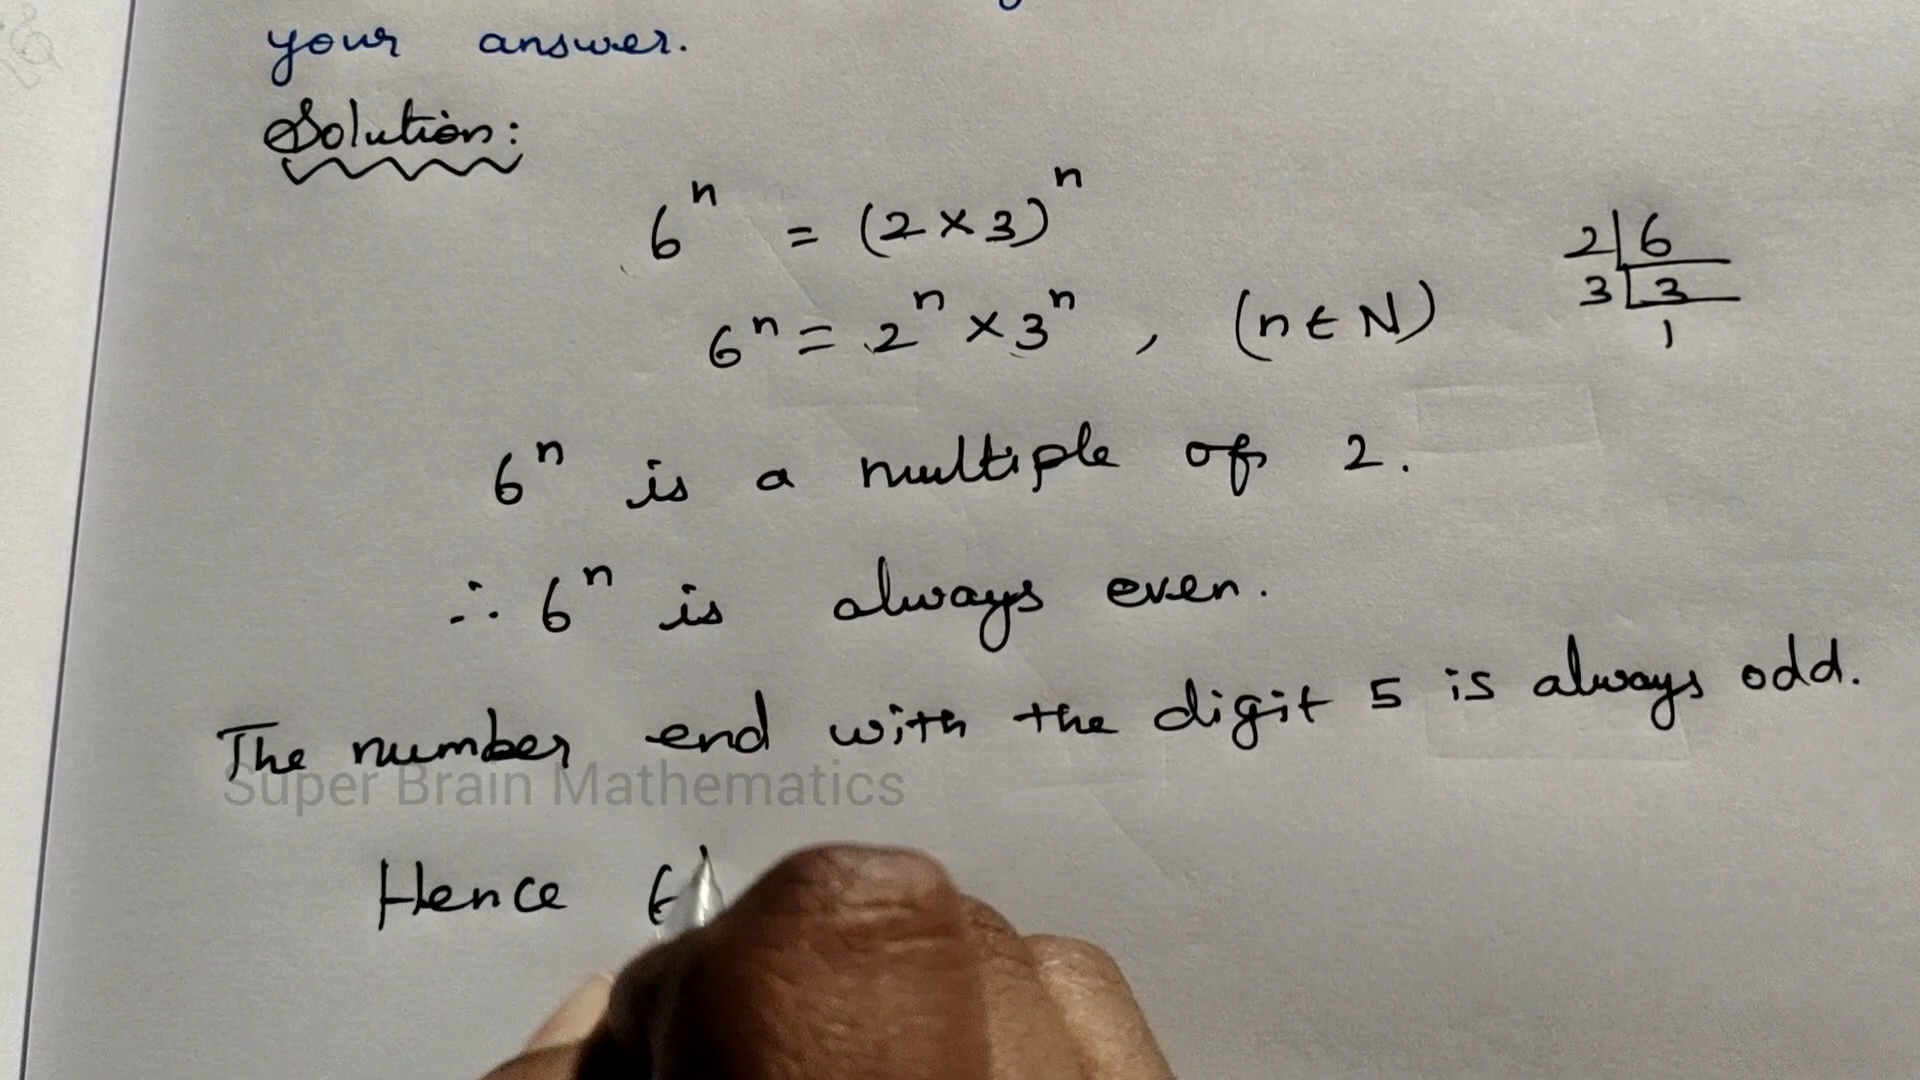 your answer.
Solution:
6ⁿ = (2 × 3)ⁿ
6ⁿ = 2ⁿ × 3ⁿ , (n ∈ N)
2 | 6
3 | 3
1
6ⁿ is a multiple of 2.
∴ 6ⁿ is always even.
The number end with the digit 5 is always odd.
Super Brain Mathematics
Hence 6